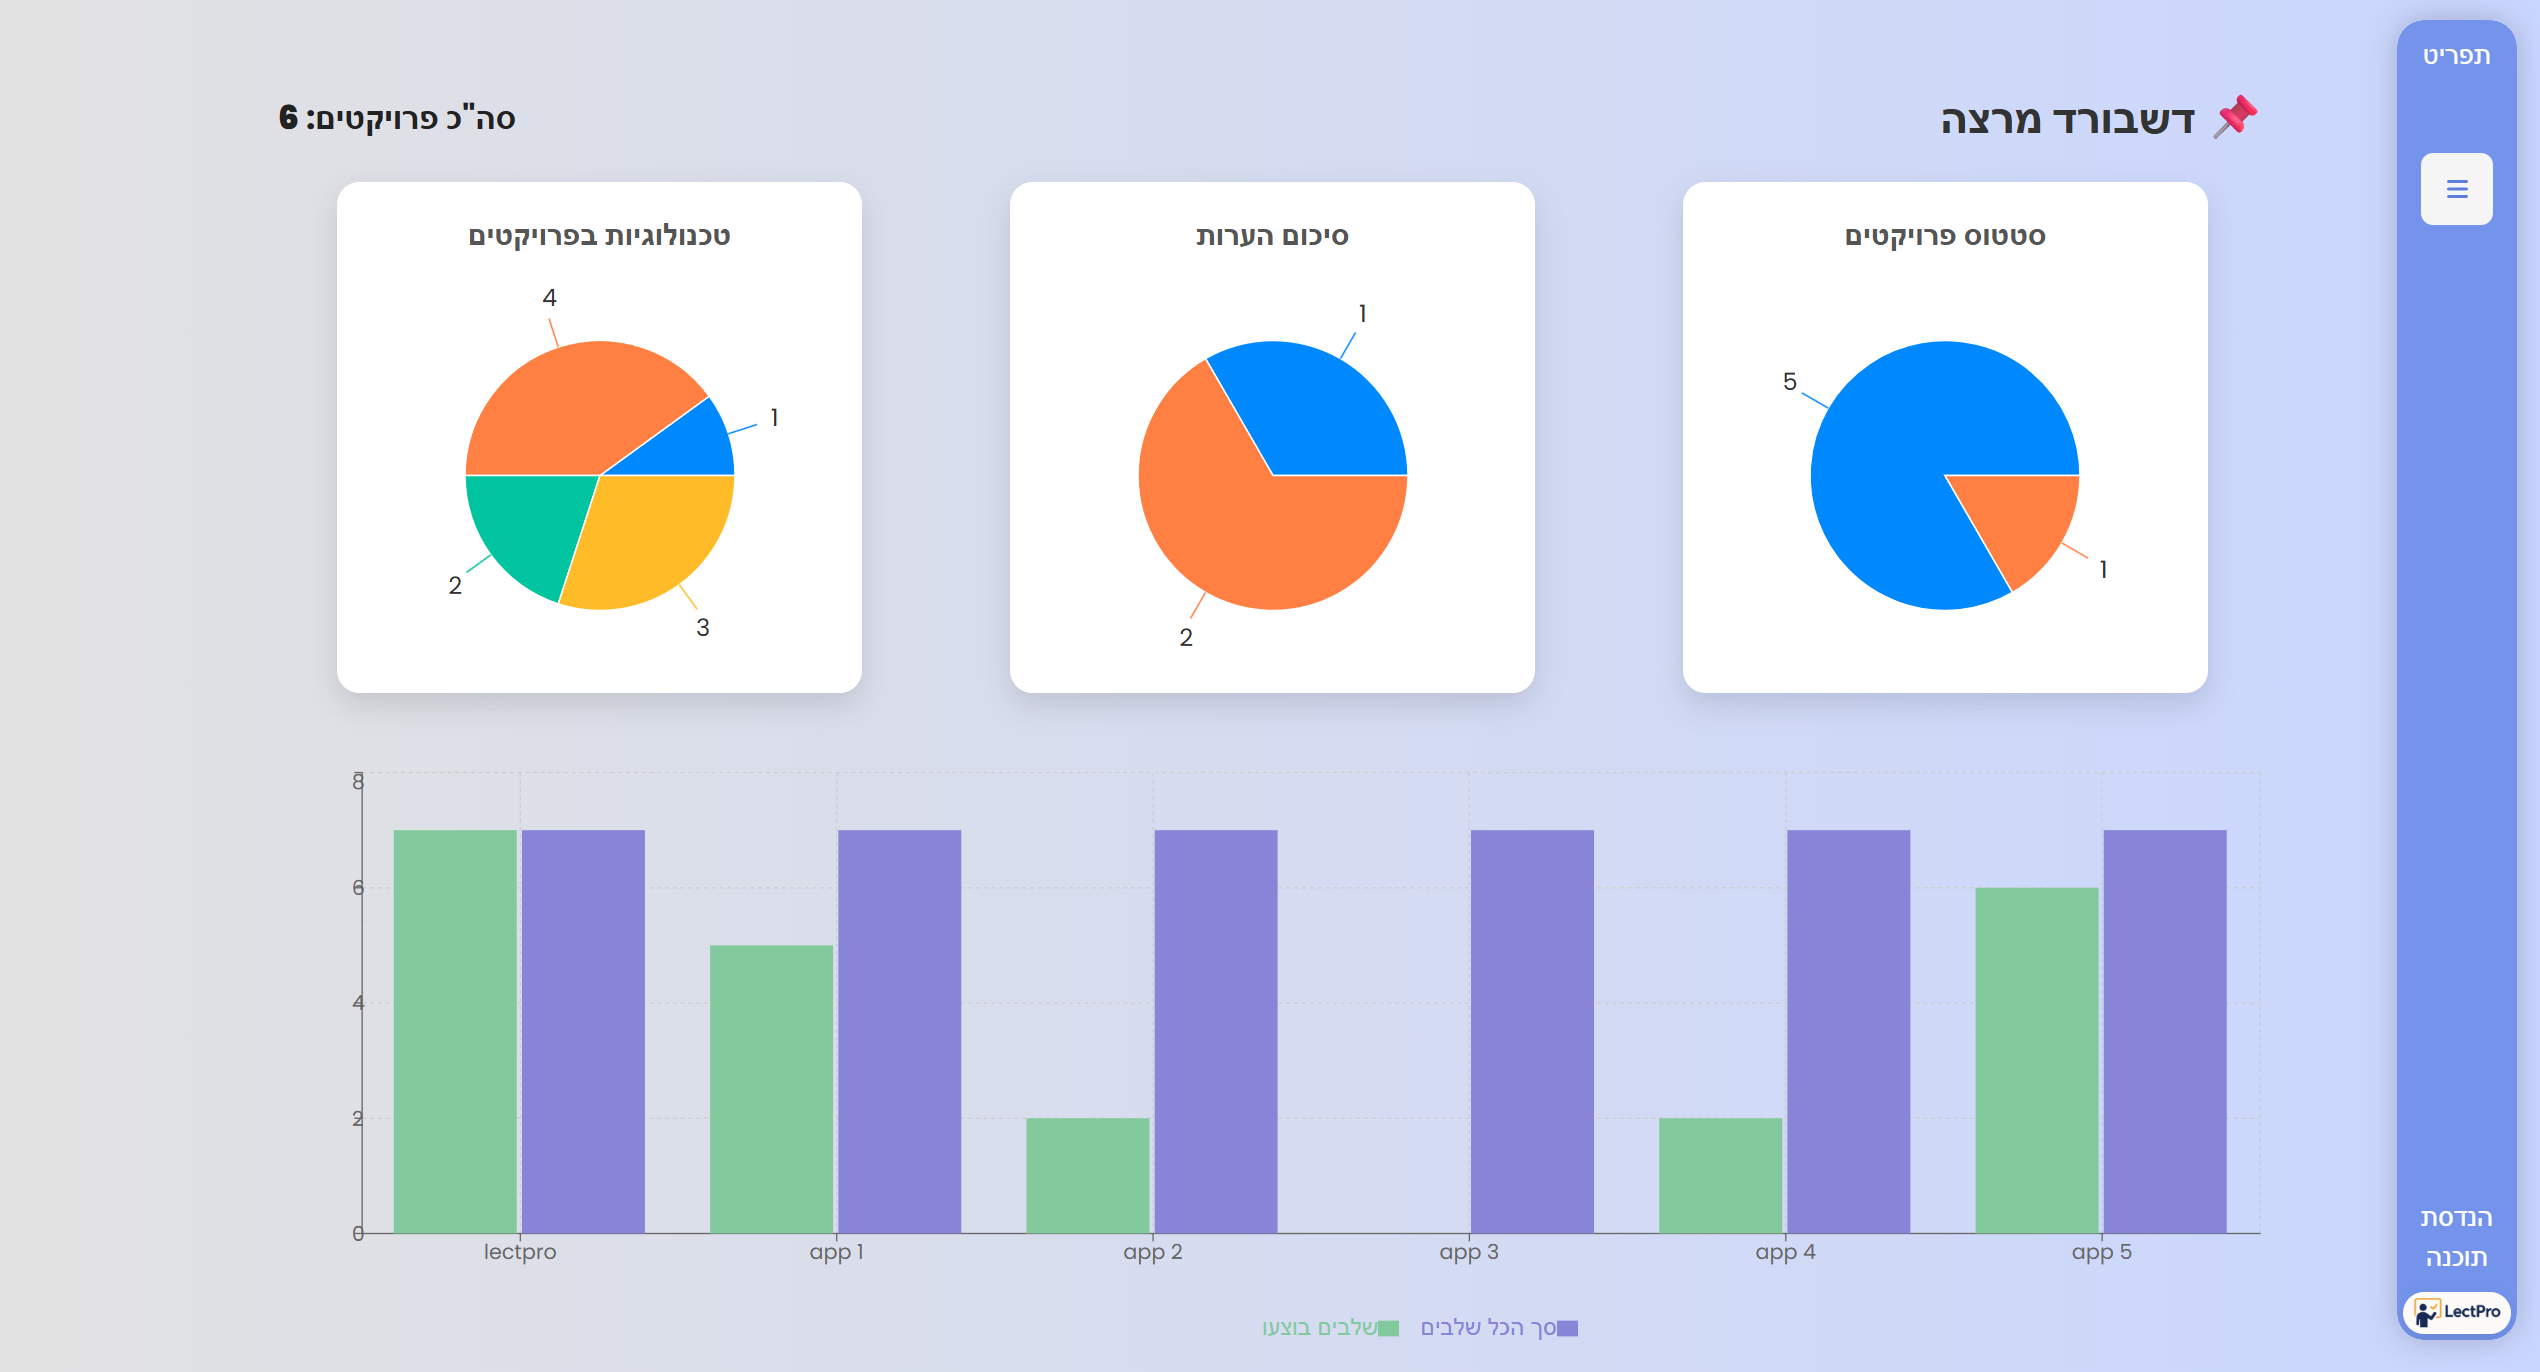 תפריט
דשבורד מרצה
סה"כ פרויקטים: 6
סטטוס פרויקטים
5
1
סיכום הערות
1
2
טכנולוגיות בפרויקטים
4
1
2
3
8
6
4
2
0
lectpro
app 1
app 2
app 3
app 4
app 5
סך הכל שלבים
שלבים בוצעו
הנדסת
תוכנה
LectPro